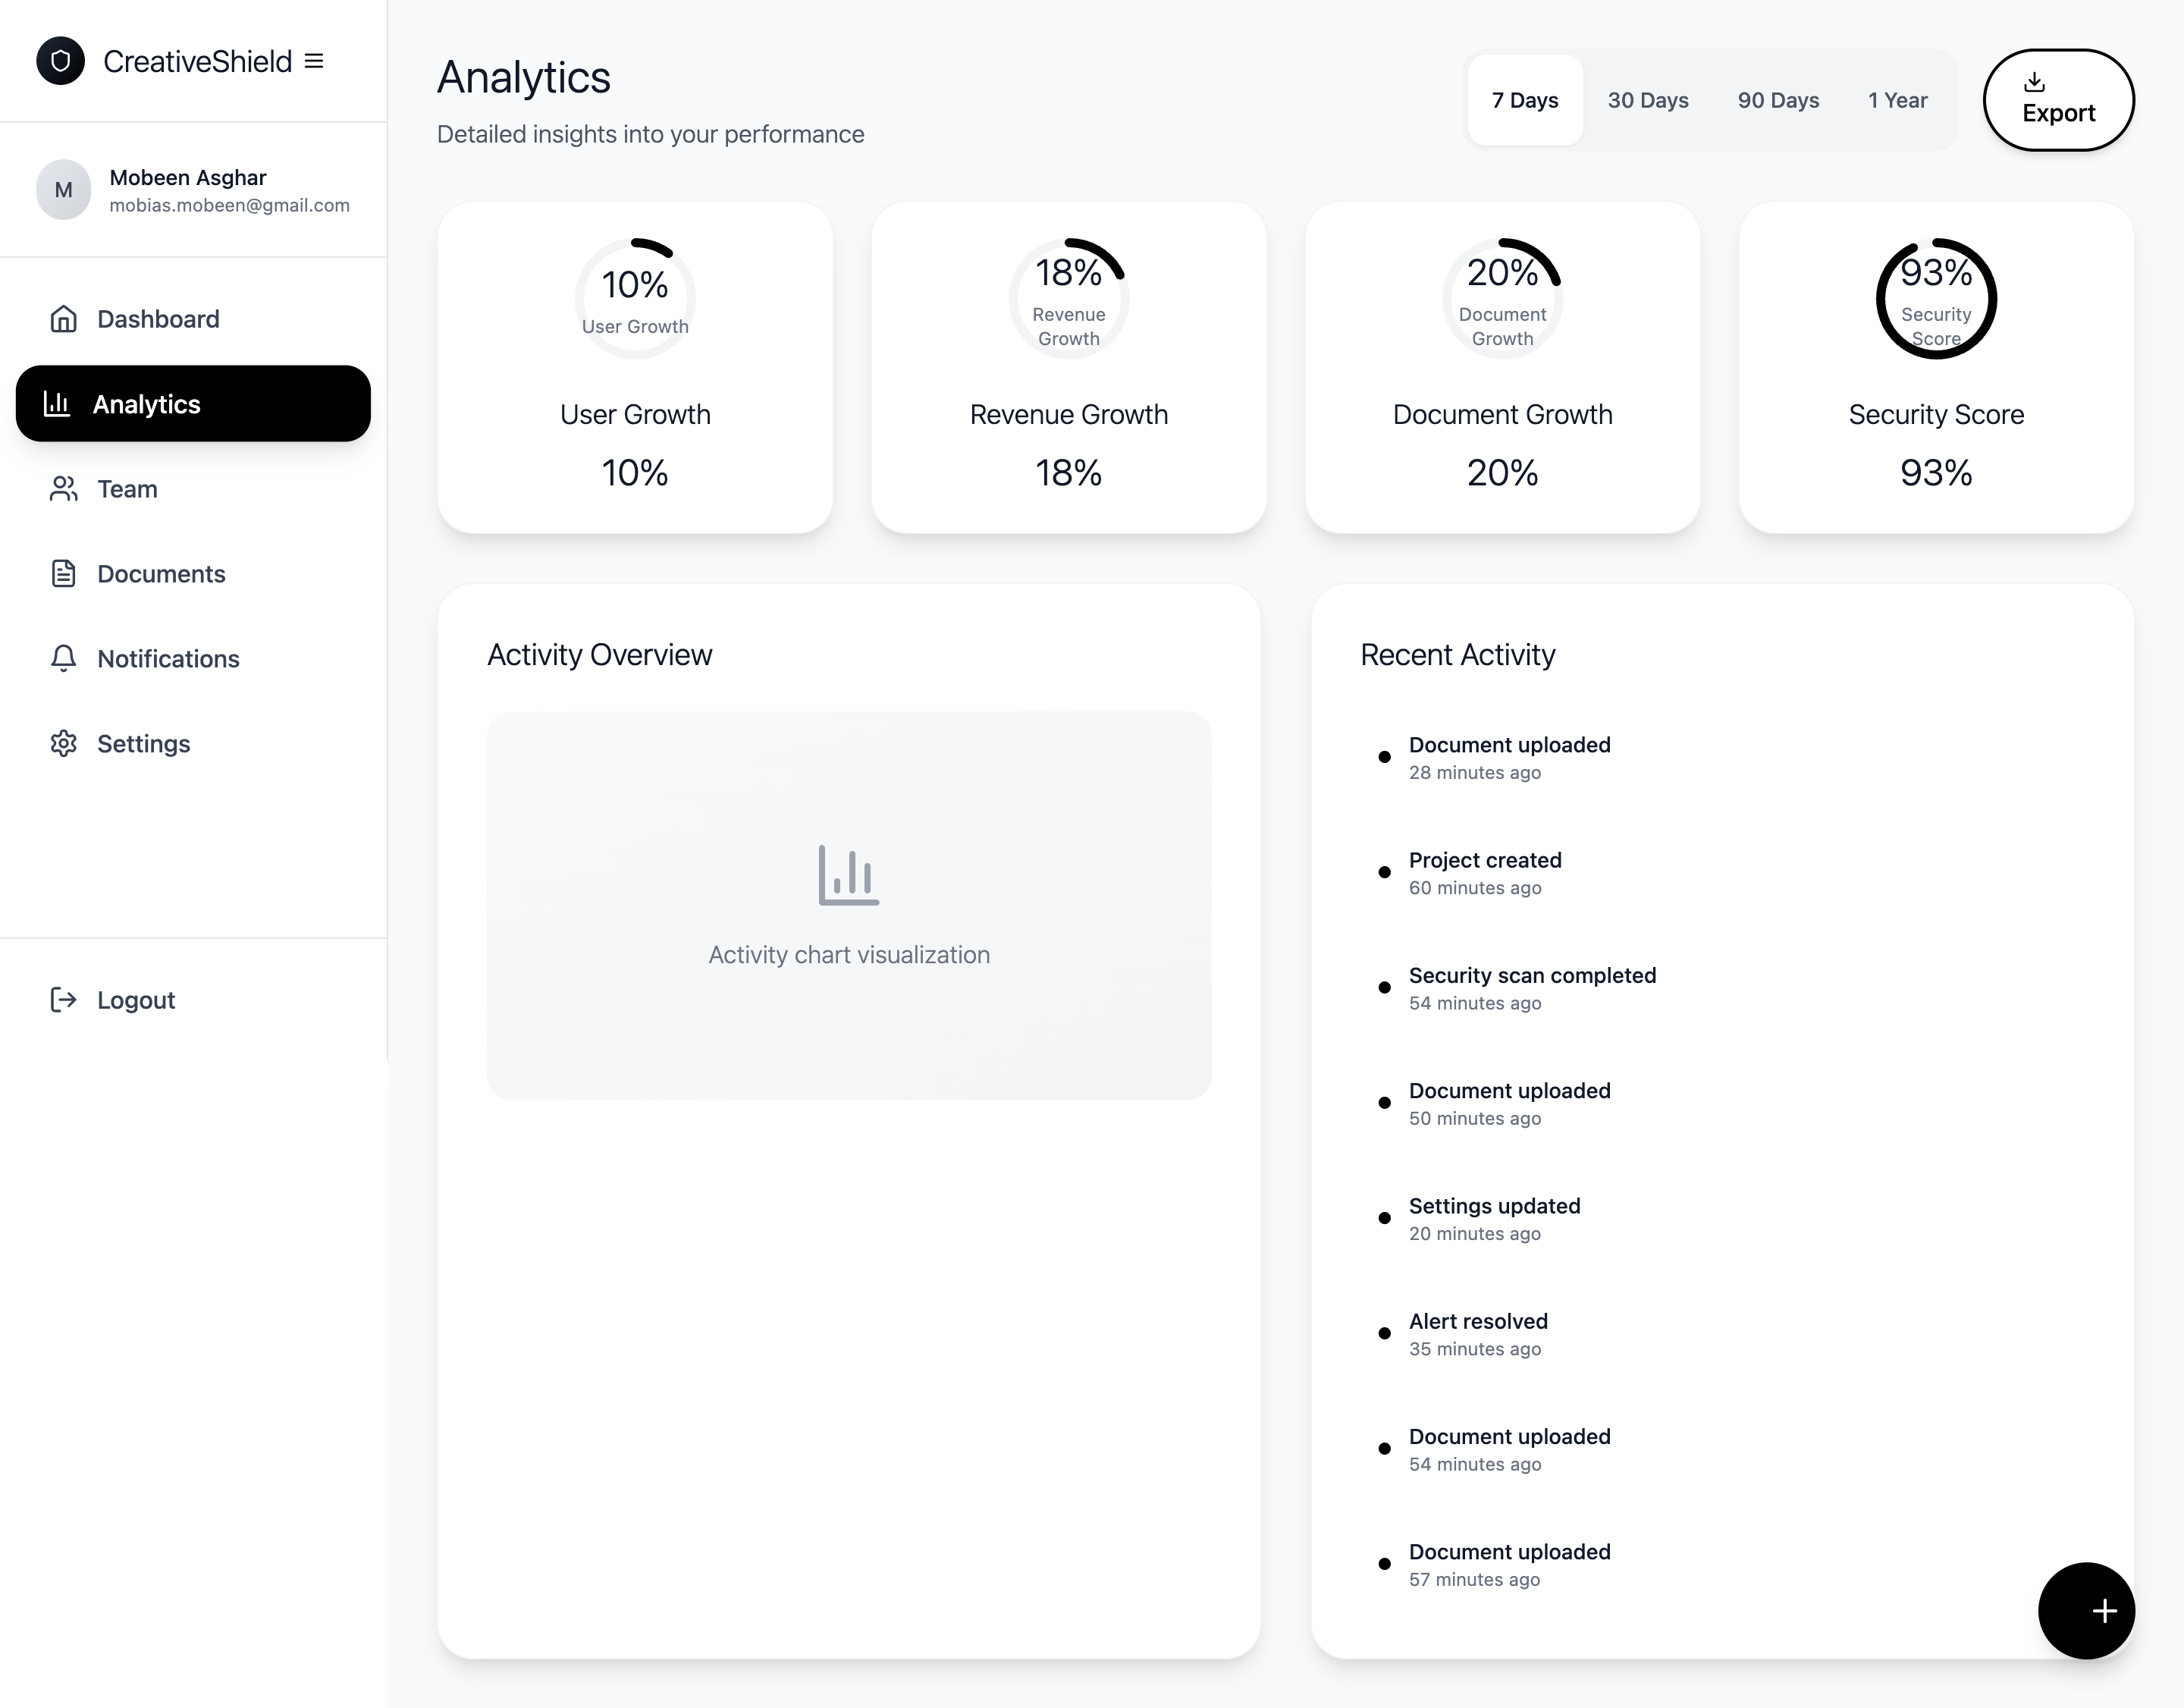 CreativeShield
M
Mobeen Asghar
mobias.mobeen@gmail.com
Dashboard
Analytics
Team
Documents
Notifications
Settings
Logout
Analytics
Detailed insights into your performance
7 Days
30 Days
90 Days
1 Year
Export
10%
User Growth
User Growth
10%
18%
Revenue
Growth
Revenue Growth
18%
20%
Document
Growth
Document Growth
20%
93%
Security
Score
Security Score
93%
Activity Overview
Activity chart visualization
Recent Activity
Document uploaded
28 minutes ago
Project created
60 minutes ago
Security scan completed
54 minutes ago
Document uploaded
50 minutes ago
Settings updated
20 minutes ago
Alert resolved
35 minutes ago
Document uploaded
54 minutes ago
Document uploaded
57 minutes ago